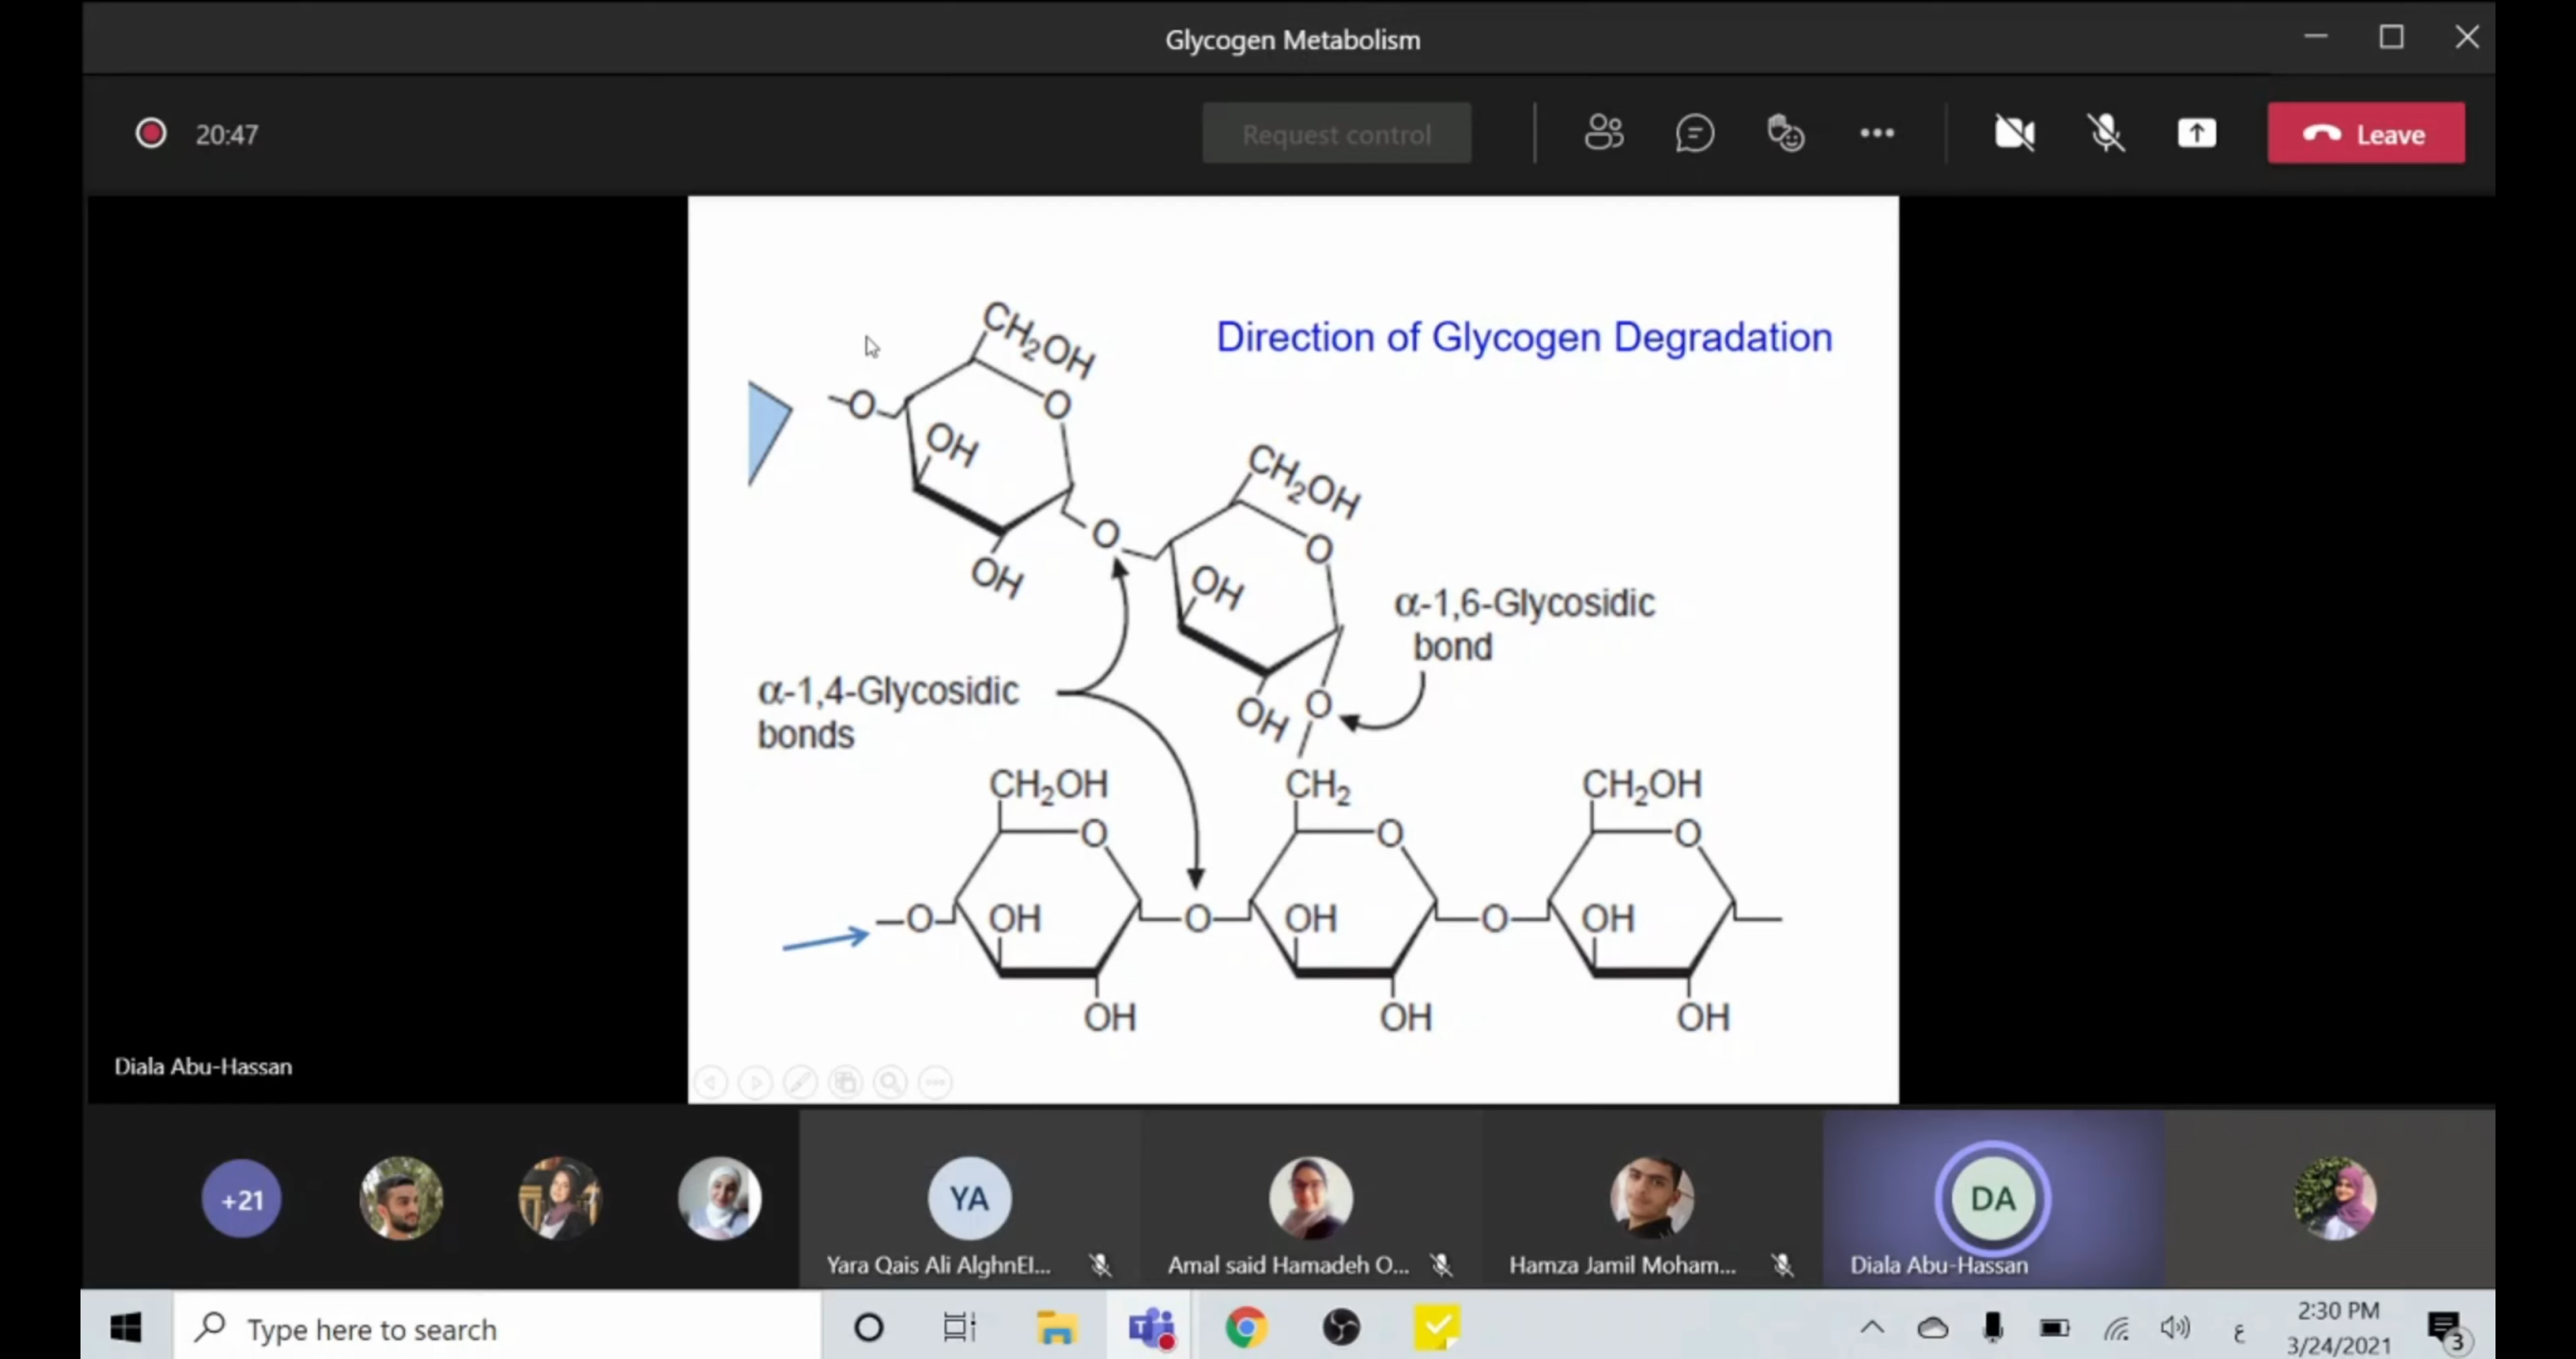 Glycogen Metabolism
20:47
Request control
Leave
Direction of Glycogen Degradation
CH₂OH
O
O
OH
OH
O
CH₂OH
O
OH
OH
O
α-1,6-Glycosidic
bond
α-1,4-Glycosidic
bonds
CH₂OH
CH₂
CH₂OH
O
O
O
O
OH
O
OH
O
OH
OH
OH
OH
Diala Abu-Hassan
+21
YA
DA
Yara Qais Ali AlghnEl...
Amal said Hamadeh O...
Hamza Jamil Moham...
Diala Abu-Hassan
Type here to search
ع
2:30 PM
3/24/2021
3